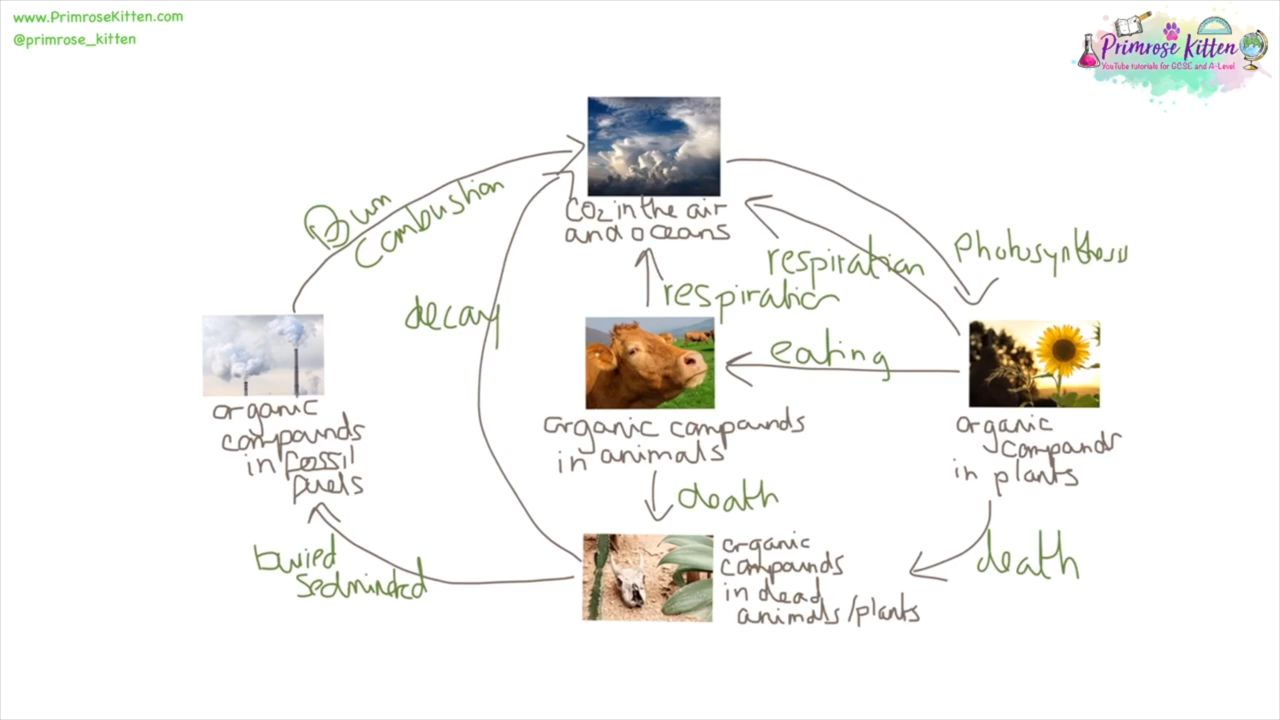 www.PrimroseKitten.com
@primrose_kitten
Primrose Kitten
YouTube tutorials for GCSE and A-Level
Burn
Combustion
CO2 in the air
and oceans
Photosynthesis
respiration
respiration
decay
eating
organic
compounds
in fossil
fuels
organic compounds
in animals
organic
compounds
in plants
death
buried
organic
compounds
in dead
animals/plants
death